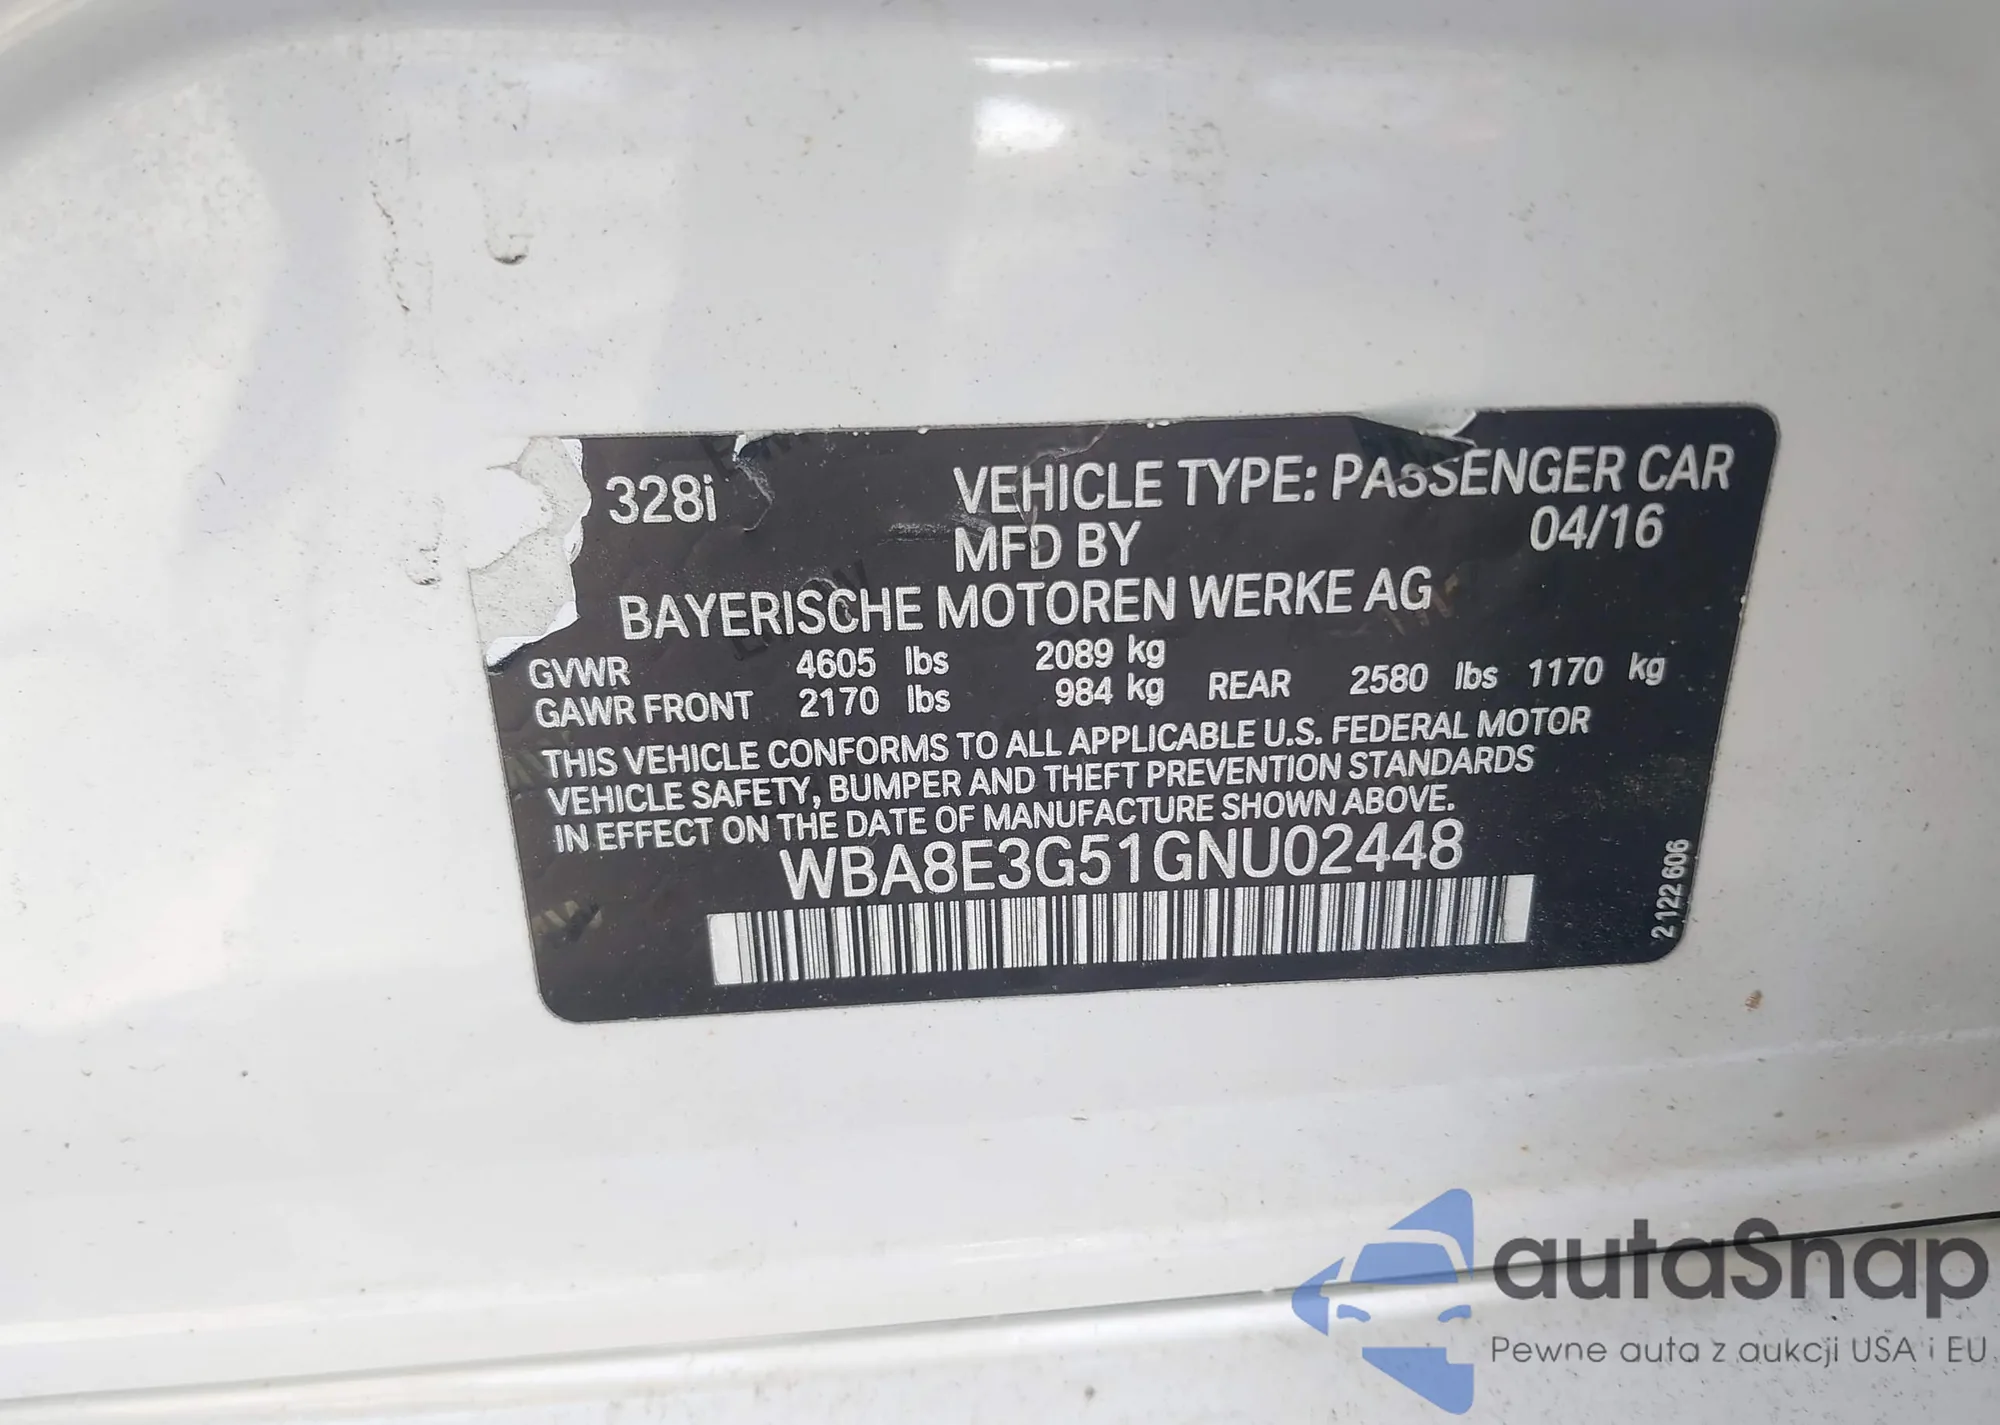 328i
VEHICLE TYPE: PASSENGER CAR
MFD BY 04/16
BAYERISCHE MOTOREN WERKE AG
GVWR 4605 lbs 2089 kg
GAWR FRONT 2170 lbs 984 kg REAR 2580 lbs 1170 kg
THIS VEHICLE CONFORMS TO ALL APPLICABLE U.S. FEDERAL MOTOR
VEHICLE SAFETY, BUMPER AND THEFT PREVENTION STANDARDS
IN EFFECT ON THE DATE OF MANUFACTURE SHOWN ABOVE.
WBA8E3G51GNU02448
2 122 606
autaSnap
Pewne auta z aukcji USA i EU